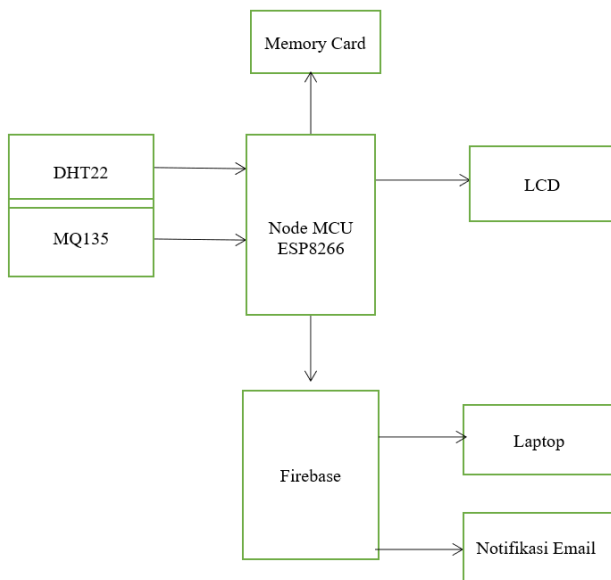 Memory Card
DHT22
MQ135
Node MCU
ESP8266
LCD
Firebase
Laptop
Notifikasi Email